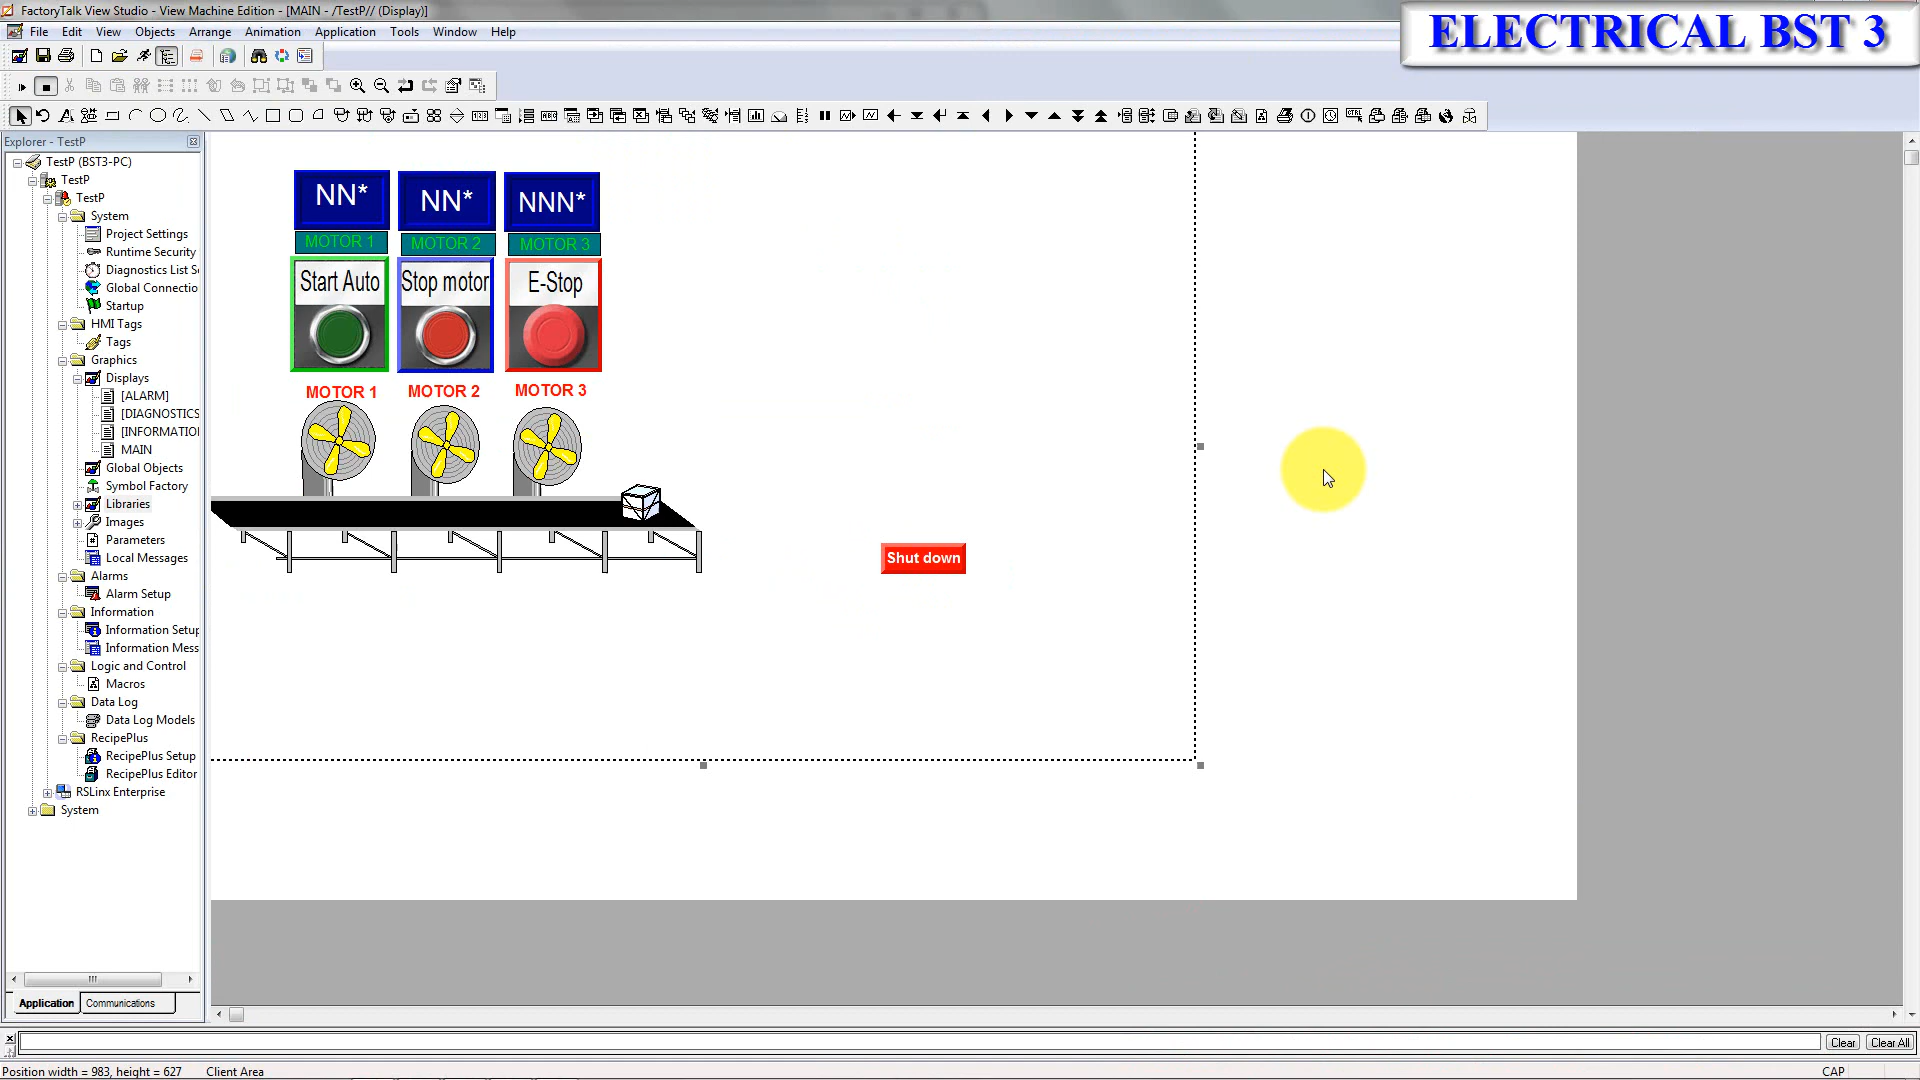 FactoryTalk View Studio - View Machine Edition - [MAIN - /TestP// (Display)]
ELECTRICAL BST 3
File Edit View Objects Arrange Animation Application Tools Window Help
Explorer - TestP
TestP (BST3-PC)
TestP
TestP
System
Project Settings
Runtime Security
Diagnostics List Se
Global Connectio
Startup
HMI Tags
Tags
Graphics
Displays
[ALARM]
[DIAGNOSTICS
[INFORMATIO
MAIN
Global Objects
Symbol Factory
Libraries
Images
Parameters
Local Messages
Alarms
Alarm Setup
Information
Information Setup
Information Mess
Logic and Control
Macros
Data Log
Data Log Models
RecipePlus
RecipePlus Setup
RecipePlus Editor
RSLinx Enterprise
System
Application Communications
NN* NN* NNN*
MOTOR 1 MOTOR 2 MOTOR 3
Start Auto Stop motor E-Stop
MOTOR 1 MOTOR 2 MOTOR 3
Shut down
Clear Clear All
Position width = 983, height = 627 Client Area CAP